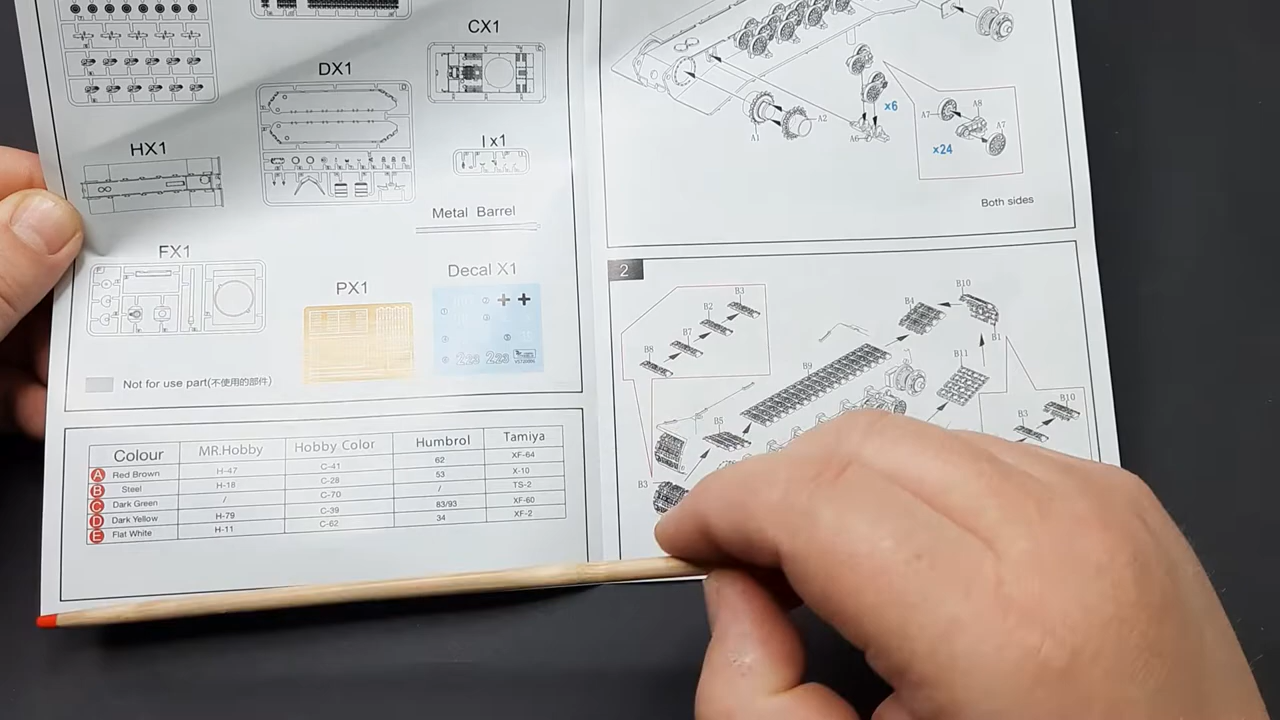 CX1
DX1
HX1
I x1
Metal Barrel
FX1
PX1
Decal X1
223 223
Not for use part(不使用的部件)
Colour MR.Hobby Hobby Color Humbrol Tamiya
A Red Brown H-47 C-41 62 XF-64
B Steel H-18 C-28 53 X-10
C Dark Green / C-70 / TS-2
D Dark Yellow H-79 C-39 83/93 XF-60
E Flat White H-11 C-62 34 XF-2
A1
A2
A6
x6
A7
A8
A7
x24
Both sides
2
B3
B2
B7
B8
B10
B4
B1
B11
B9
B5
B3
B10
B3